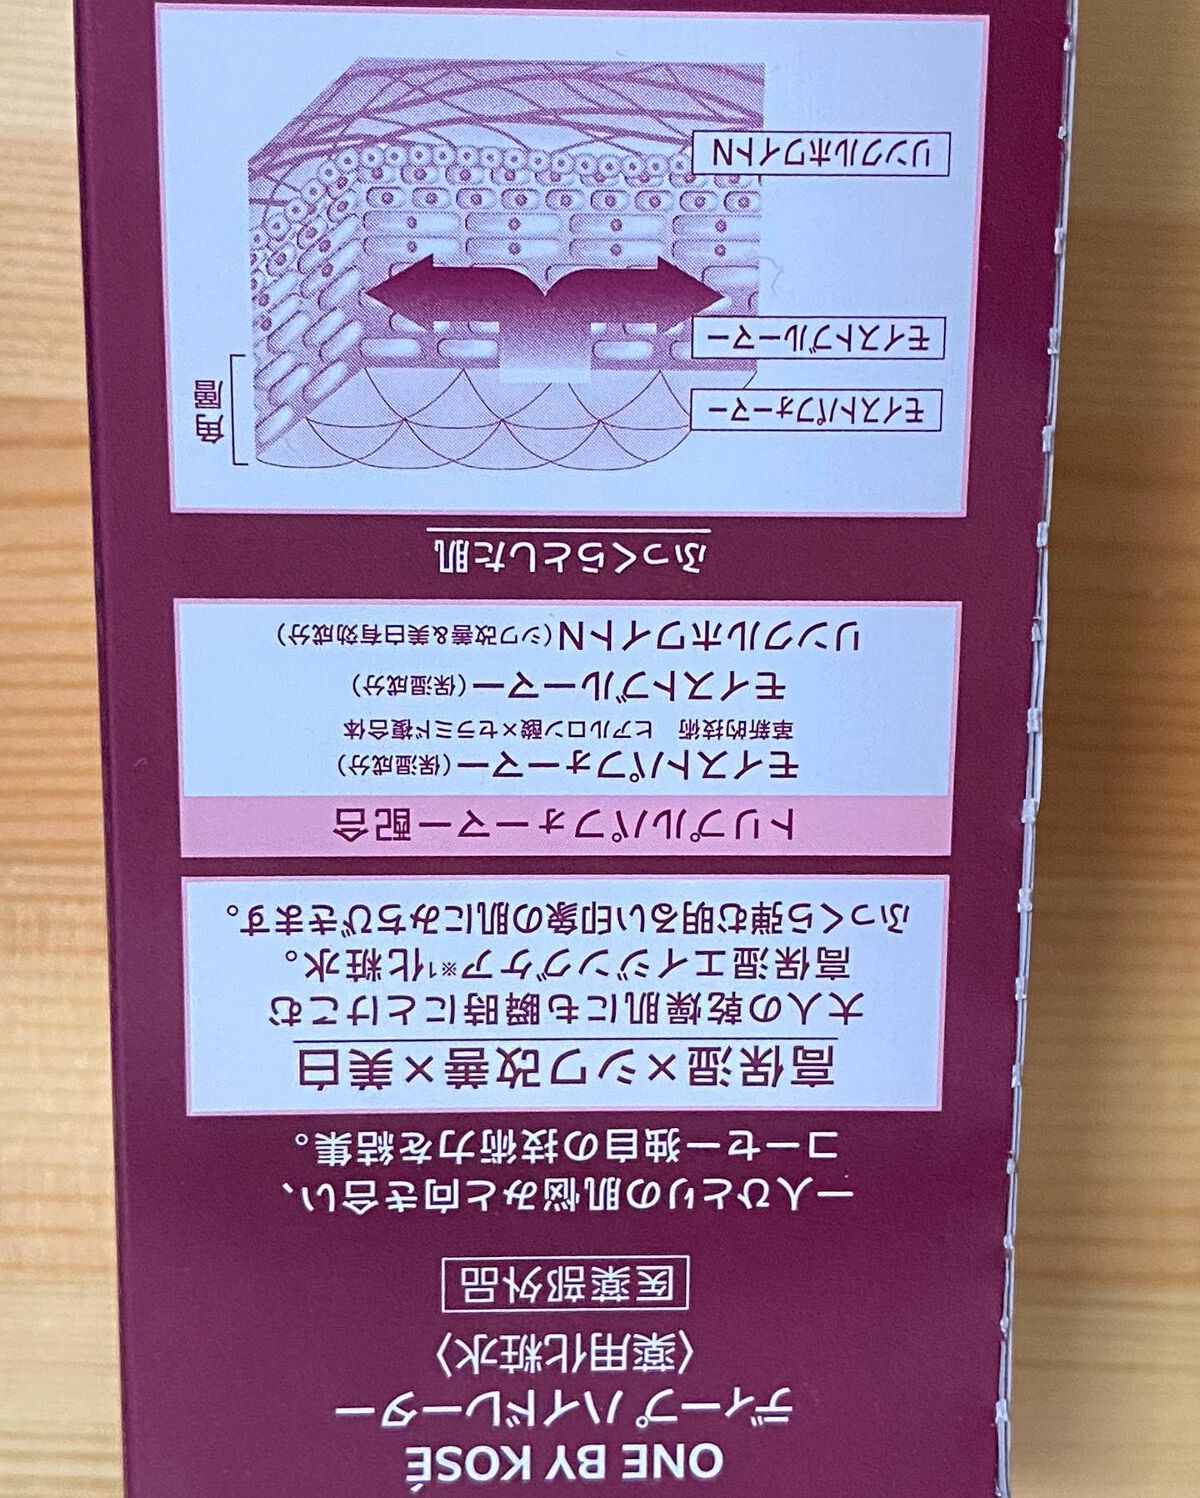 ONE BY KOSÉ
ディープハイドレーター
〈薬用化粧水〉
医薬部外品
一人ひとりの肌悩みと向き合い、
コーセー独自の技術力を結集。
高保湿×シワ改善×美白
大人の乾燥肌にも瞬時にとけこむ
高保湿エイジングケア※1化粧水。
ふっくら弾む明るい印象の肌にみちびきます。
トリプルパフォーマー配合
モイストパフォーマー(保湿成分)
革新的技術 ヒアルロン酸×セラミド複合体
モイストブルーマー(保湿成分)
リンクルホワイトN(シワ改善&美白有効成分)
ふっくらとした肌
モイストパフォーマー
モイストブルーマー
角層
リンクルホワイトN